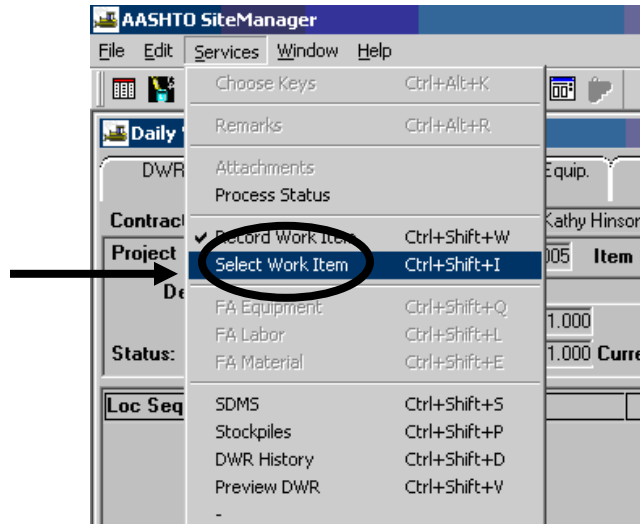 AASHTO SiteManager
File Edit Services Window Help
Choose Keys Ctrl+Alt+K
Daily
Remarks Ctrl+Alt+R
DWR Attachments Equip.
Process Status
Contract Kathy Hinson
✔ Record Work Item Ctrl+Shift+W
Project 005 Item
Select Work Item Ctrl+Shift+I
De
FA Equipment Ctrl+Shift+Q
1.000
FA Labor Ctrl+Shift+L
Status: 1.000 Curre
FA Material Ctrl+Shift+E
Loc Seq SDMS Ctrl+Shift+S
Stockpiles Ctrl+Shift+P
DWR History Ctrl+Shift+D
Preview DWR Ctrl+Shift+V
-